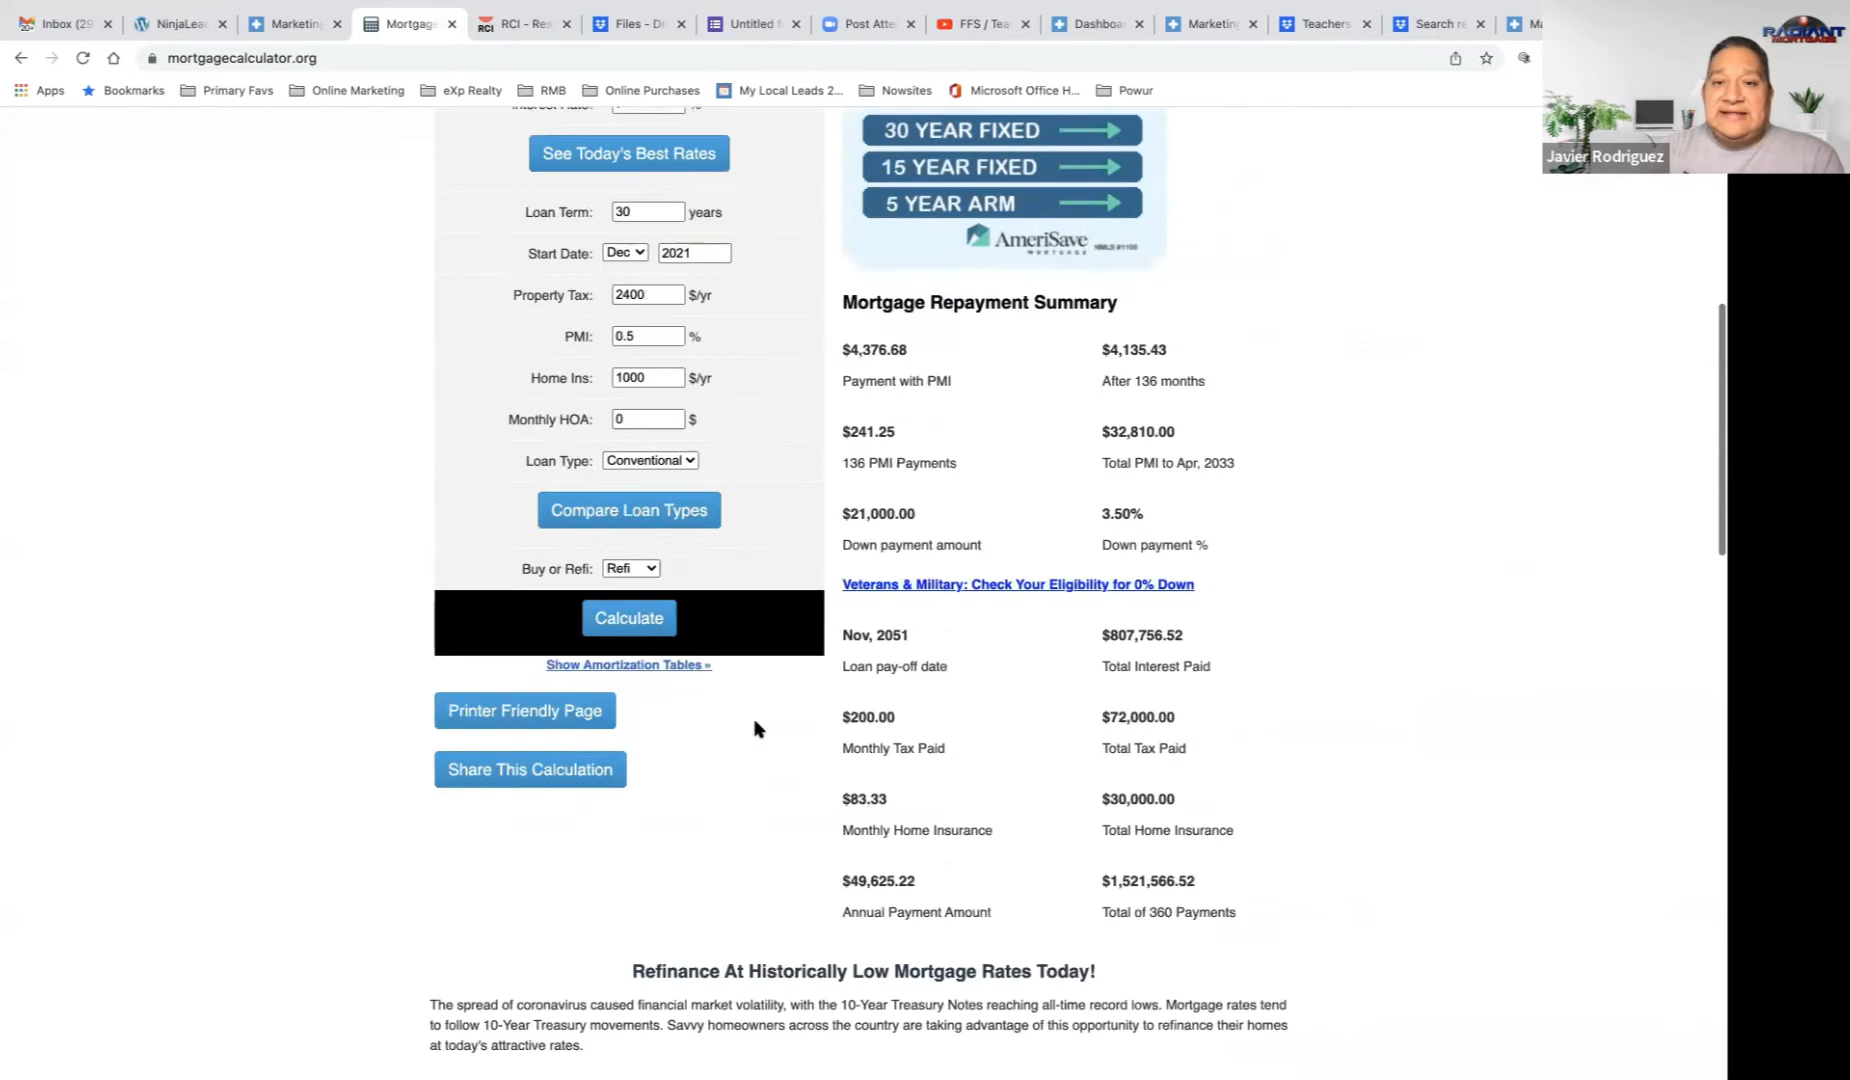 Inbox (29
NinjaLea
Marketing
Mortgage
RCI - Res
Files - Dr
Untitled f
Post Atte
FFS / Tea
Dashboa
Marketing
Teachers
Search re
Ma
mortgagecalculator.org
Apps
Bookmarks
Primary Favs
Online Marketing
eXp Realty
RMB
Online Purchases
My Local Leads 2...
Nowsites
Microsoft Office H...
Powur
RADIANT
MORTGAGE
Javier Rodriguez
Interest Rate: %
See Today's Best Rates
Loan Term: 30 years
Start Date: Dec 2021
Property Tax: 2400 $/yr
PMI: 0.5 %
Home Ins: 1000 $/yr
Monthly HOA: 0 $
Loan Type: Conventional
Compare Loan Types
Buy or Refi: Refi
Calculate
Show Amortization Tables »
Printer Friendly Page
Share This Calculation
30 YEAR FIXED
15 YEAR FIXED
5 YEAR ARM
AmeriSave
MORTGAGE
Mortgage Repayment Summary
$4,376.68 $4,135.43
Payment with PMI After 136 months
$241.25 $32,810.00
136 PMI Payments Total PMI to Apr, 2033
$21,000.00 3.50%
Down payment amount Down payment %
Veterans & Military: Check Your Eligibility for 0% Down
Nov, 2051 $807,756.52
Loan pay-off date Total Interest Paid
$200.00 $72,000.00
Monthly Tax Paid Total Tax Paid
$83.33 $30,000.00
Monthly Home Insurance Total Home Insurance
$49,625.22 $1,521,566.52
Annual Payment Amount Total of 360 Payments
Refinance At Historically Low Mortgage Rates Today!
The spread of coronavirus caused financial market volatility, with the 10-Year Treasury Notes reaching all-time record lows. Mortgage rates tend
to follow 10-Year Treasury movements. Savvy homeowners across the country are taking advantage of this opportunity to refinance their homes
at today's attractive rates.